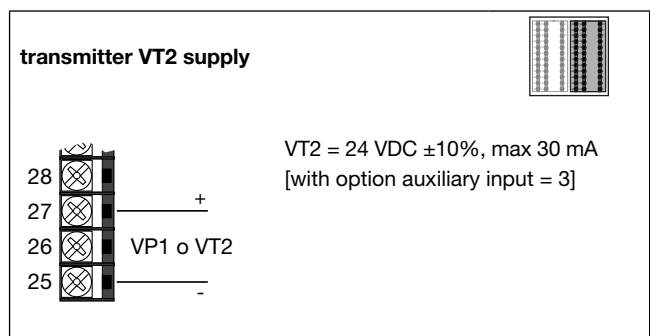 transmitter VT2 supply
VT2 = 24 VDC ±10%, max 30 mA
[with option auxiliary input = 3]
28
27 +
26 VP1 o VT2
25 -